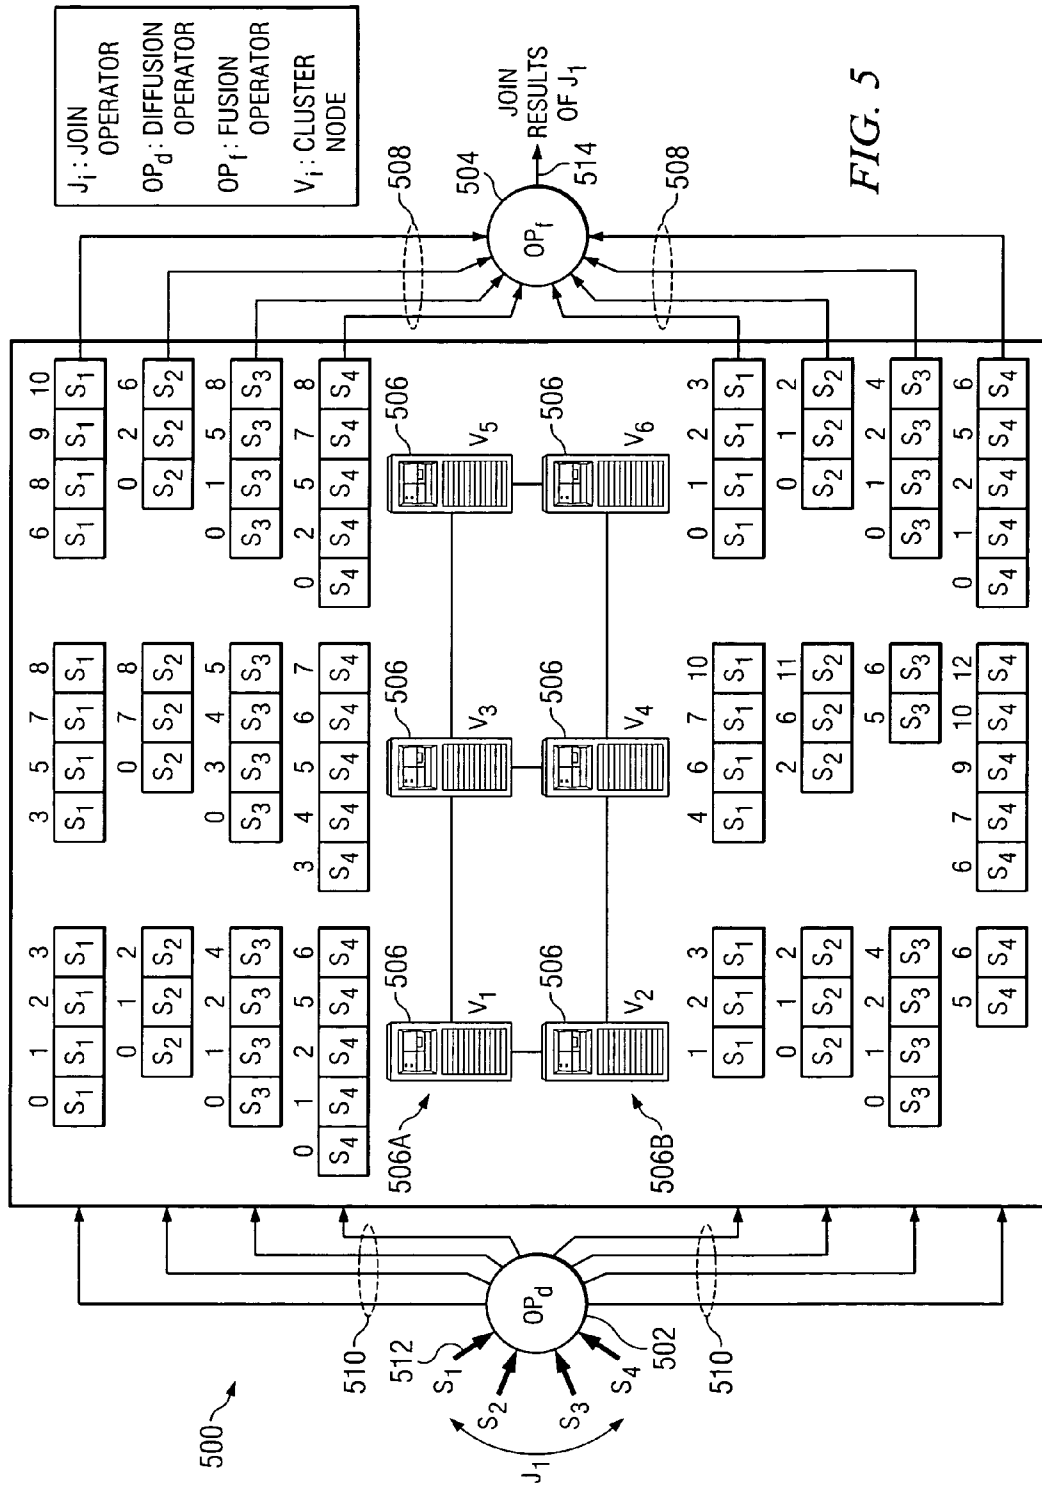 500
J₁
S₁
S₂
S₃
S₄
512
502
OPd
510
510
0 1 2 3
S₁ S₁ S₁ S₁
0 1 2
S₂ S₂ S₂
0 1 2 4
S₃ S₃ S₃ S₃
0 1 2 5 6
S₄ S₄ S₄ S₄ S₄
3 5 7 8
S₁ S₁ S₁ S₁
0 7 8
S₂ S₂ S₂
0 3 4 5
S₃ S₃ S₃ S₃
3 4 5 6 7
S₄ S₄ S₄ S₄ S₄
6 8 9 10
S₁ S₁ S₁ S₁
0 2 6
S₂ S₂ S₂
0 1 5 8
S₃ S₃ S₃ S₃
0 2 5 7 8
S₄ S₄ S₄ S₄ S₄
506A
506 V₁
506 V₃
506 V₅
506B
506 V₂
506 V₄
506 V₆
1 2 3
S₁ S₁ S₁
0 1 2
S₂ S₂ S₂
0 1 2 4
S₃ S₃ S₃ S₃
5 6
S₄ S₄
4 6 7 10
S₁ S₁ S₁ S₁
2 6 11
S₂ S₂ S₂
5 6
S₃ S₃
6 7 9 10 12
S₄ S₄ S₄ S₄ S₄
0 1 2 3
S₁ S₁ S₁ S₁
0 1 2
S₂ S₂ S₂
0 1 2 4
S₃ S₃ S₃ S₃
0 1 2 5 6
S₄ S₄ S₄ S₄ S₄
508
508
504
OPf
514
JOIN
RESULTS
OF J₁
Jᵢ: JOIN
OPERATOR
OPd: DIFFUSION
OPERATOR
OPf: FUSION
OPERATOR
Vᵢ: CLUSTER
NODE
FIG. 5